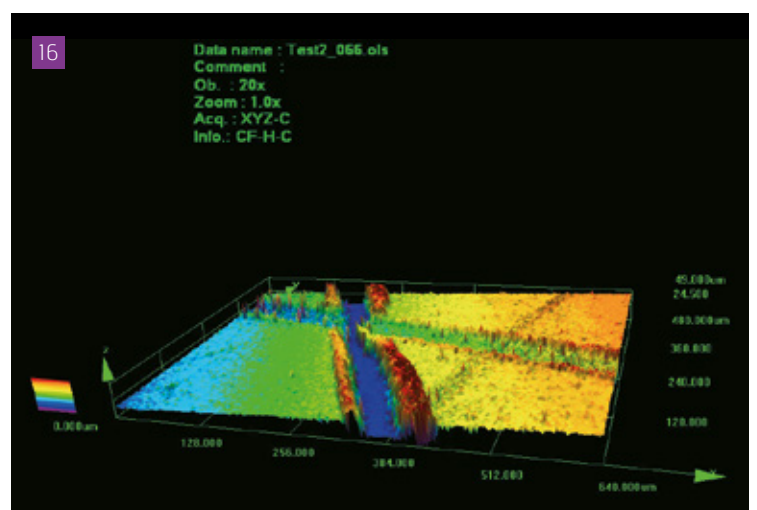 16
Data name : Test2_066.ols
Comment :
Ob. : 20x
Zoom : 1.0x
Acq. : XYZ-C
Info.: CF-H-C
49.000um
24.500
480.000um
360.000
240.000
120.000
Z
Y
X
0.000um
128.000
256.000
384.000
512.000
640.000um